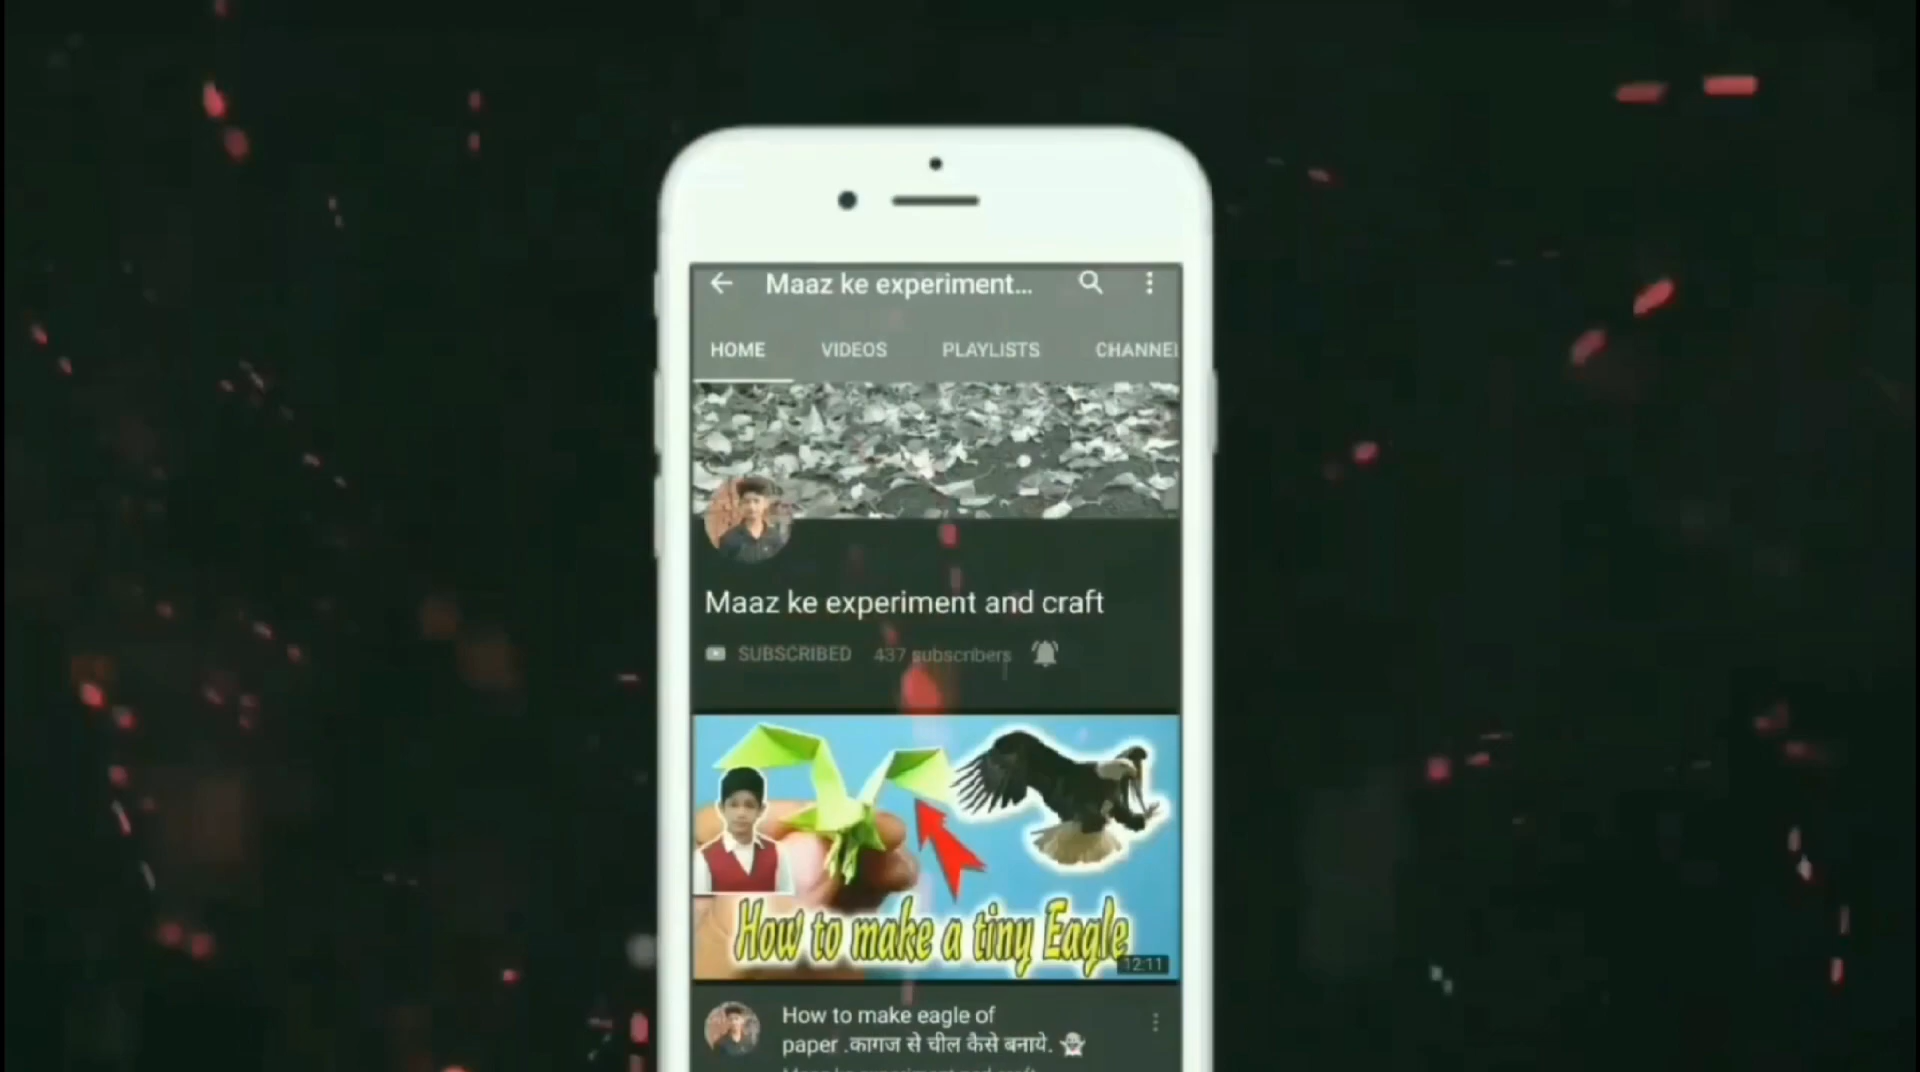 Maaz ke experiment...
HOME VIDEOS PLAYLISTS CHANNEL
Maaz ke experiment and craft
SUBSCRIBED 437 subscribers
How to make a tiny Eagle
12:11
How to make eagle of
paper .कागज से चील कैसे बनाये. 👻